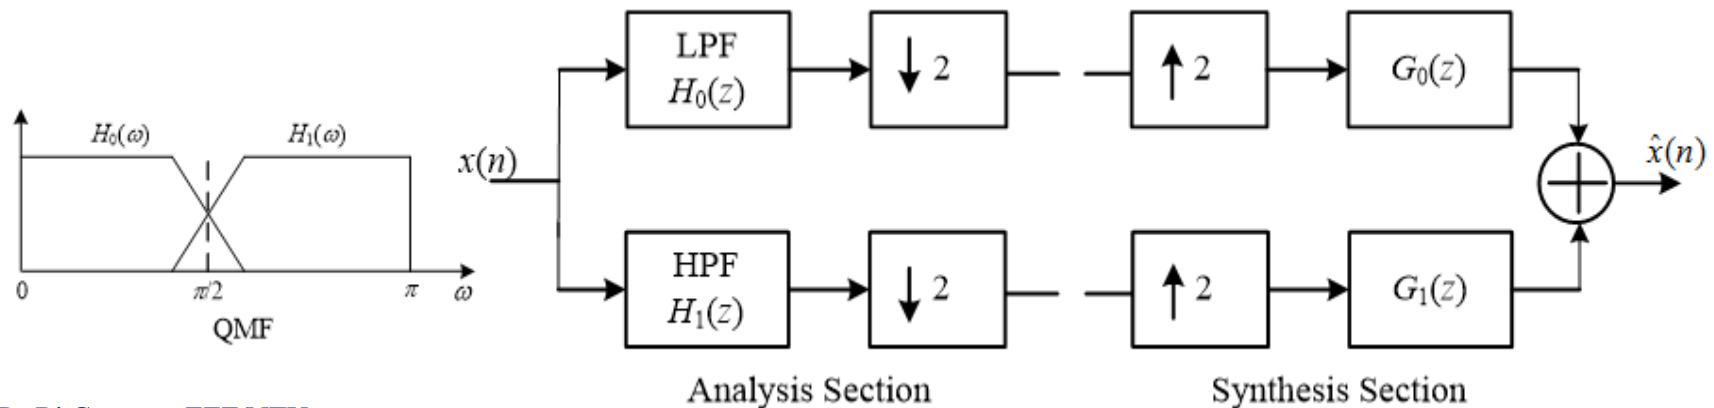 H₀(ω)
H₁(ω)
0
π/2
π
ω
QMF
x(n)
LPF
H₀(z)
↓ 2
↑ 2
G₀(z)
HPF
H₁(z)
↓ 2
↑ 2
G₁(z)
x̂(n)
Analysis Section
Synthesis Section